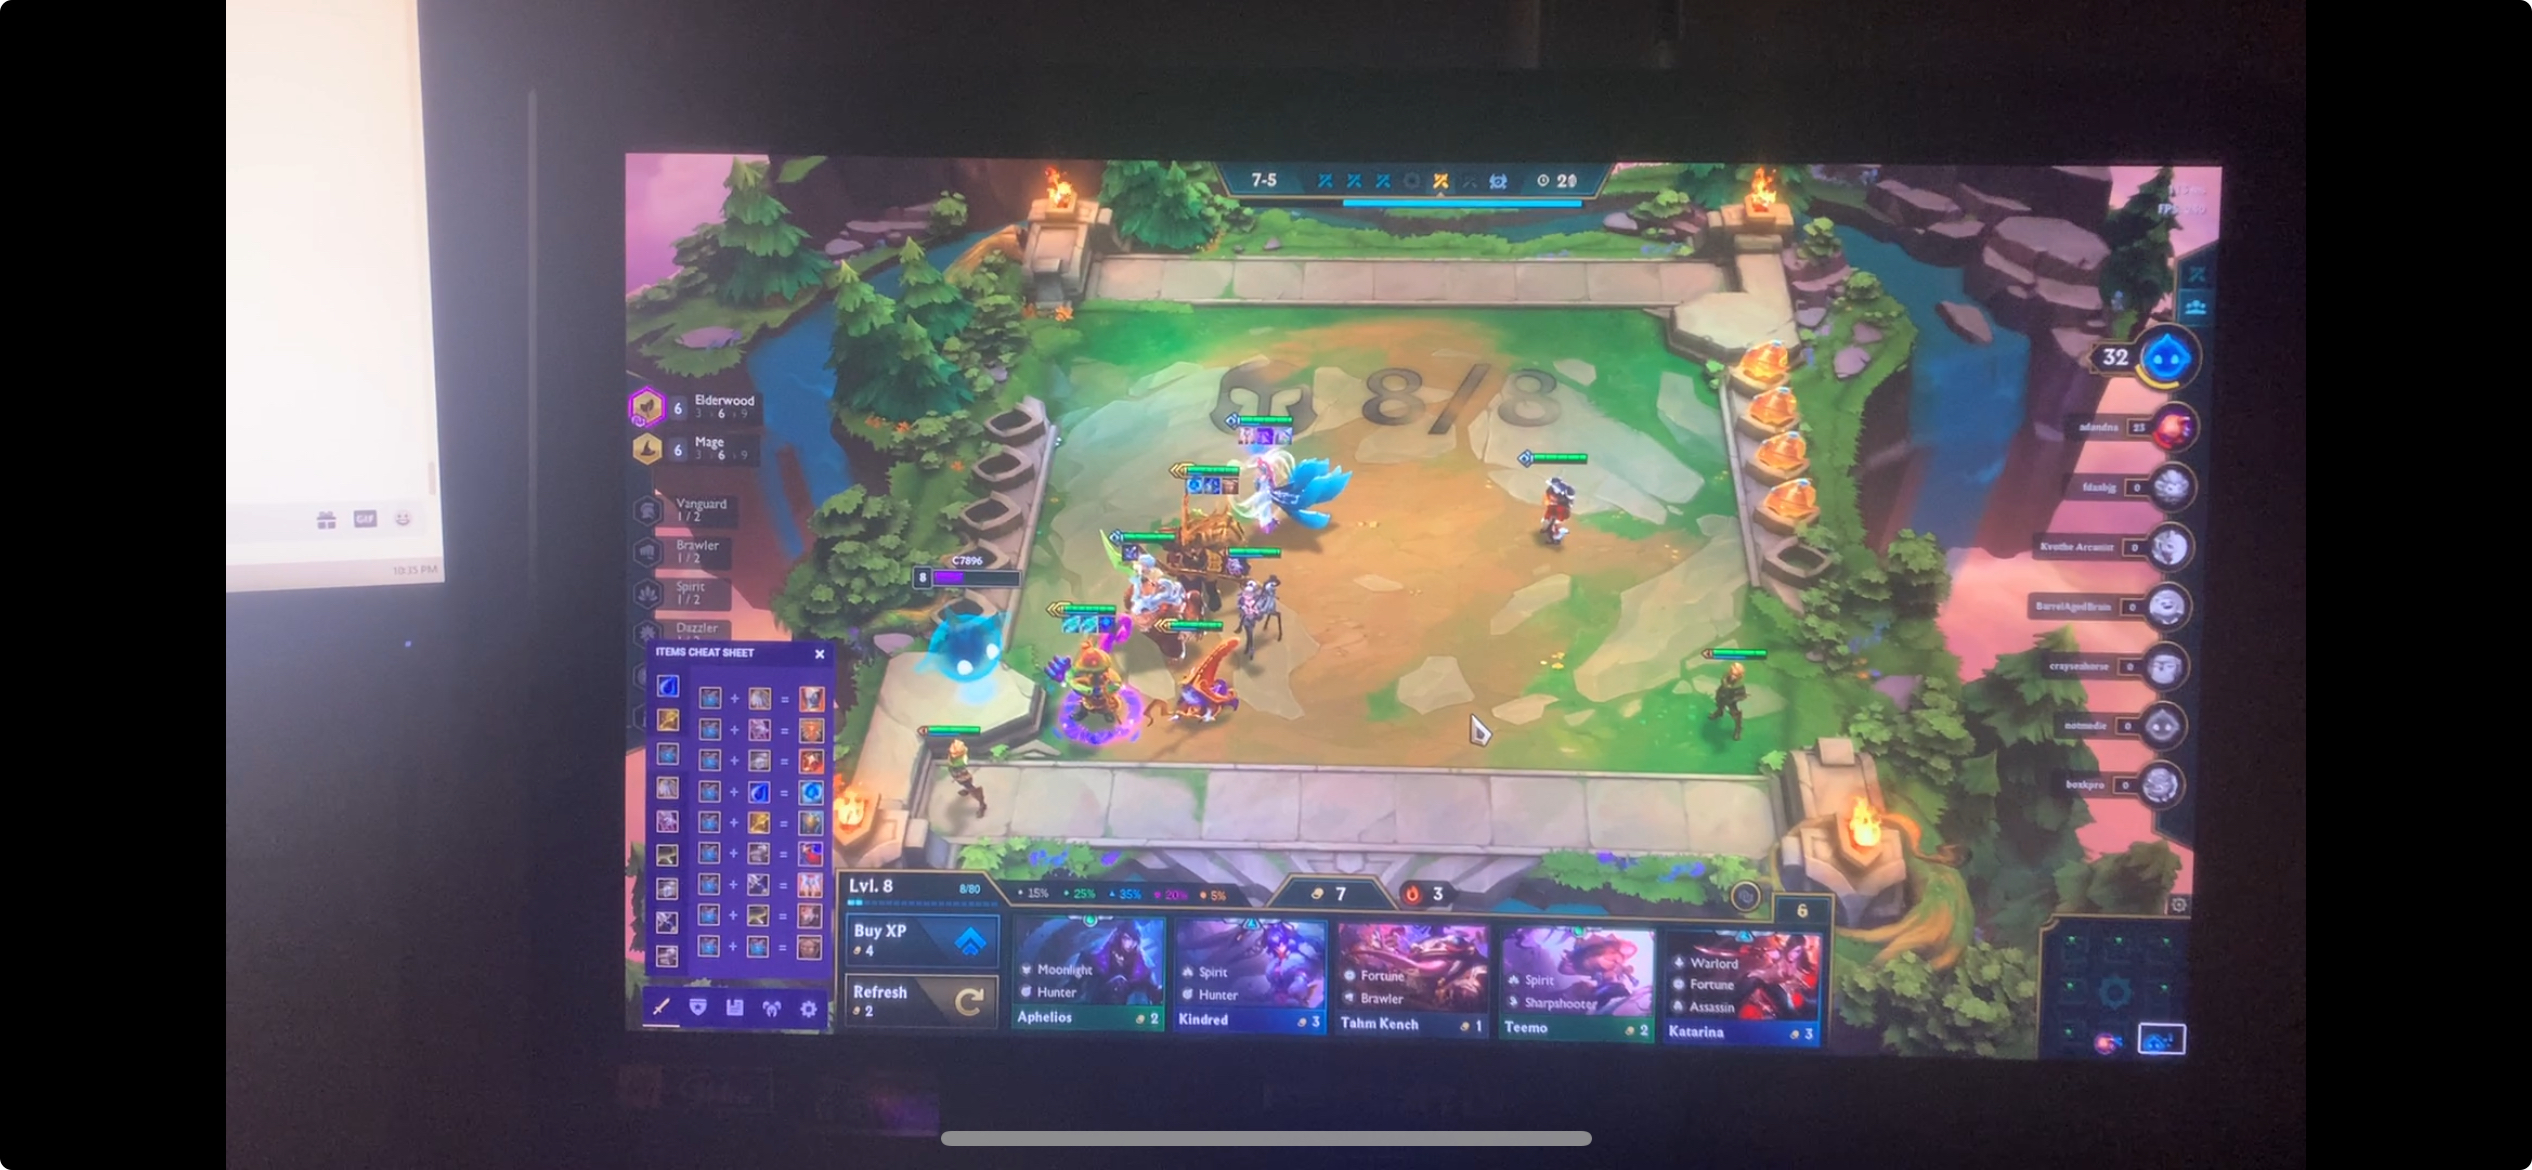 7-5
32
Elderwood
6
3 › 6 › 9
Mage
6
3 › 6 › 9
8/8
Vanguard
1 / 2
Brawler
1 / 2
Spirit
1 / 2
Dazzler
C7896
8
adandna 23
0
Kvothe Arcanist 0
BarrelAgedBrain 0
crayseahorse 0
notmedie 0
boxkpro 0
GIF
10:35 PM
ITEMS CHEAT SHEET
Lvl. 8
8/80
15% 25% 35% 20% 5%
7
3
6
Buy XP
4
Refresh
2
Moonlight
Hunter
Aphelios 2
Spirit
Hunter
Kindred 3
Fortune
Brawler
Tahm Kench 1
Spirit
Sharpshooter
Teemo 2
Warlord
Fortune
Assassin
Katarina 3